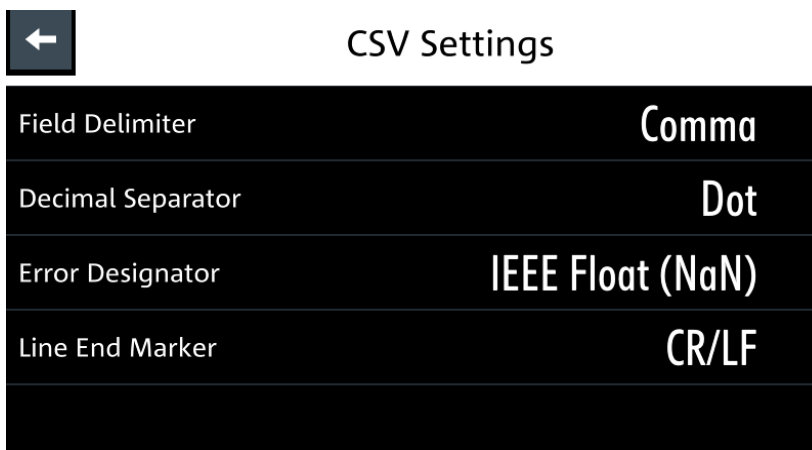 CSV Settings
Field Delimiter Comma
Decimal Separator Dot
Error Designator IEEE Float (NaN)
Line End Marker CR/LF